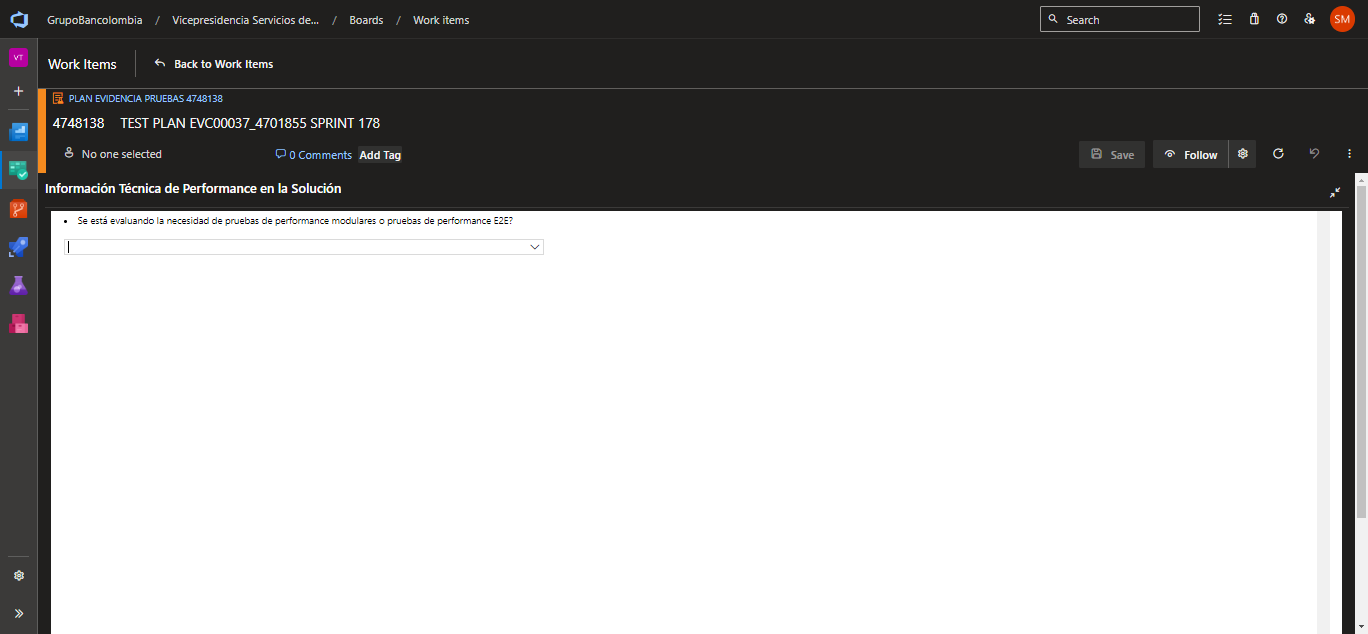 GrupoBancolombia / Vicepresidencia Servicios de... / Boards / Work items
Search
SM
VT
Work Items
Back to Work Items
PLAN EVIDENCIA PRUEBAS 4748138
4748138 TEST PLAN EVC00037_4701855 SPRINT 178
No one selected
0 Comments
Add Tag
Save
Follow
Información Técnica de Performance en la Solución
• Se está evaluando la necesidad de pruebas de performance modulares o pruebas de performance E2E?